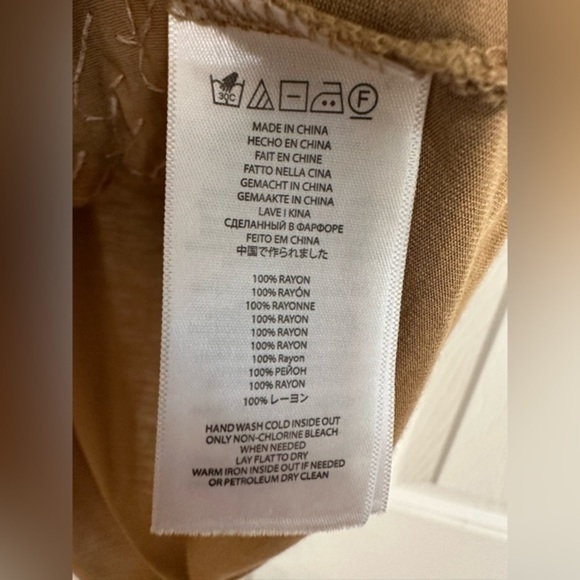 30C F
MADE IN CHINA
HECHO EN CHINA
FAIT EN CHINE
FATTO NELLA CINA
GEMACHT IN CHINA
GEMAAKTE IN CHINA
LAVE I KINA
СДЕЛАННЫЙ В ФАРФОРЕ
FEITO EM CHINA
中国で作られました
100% RAYON
100% RAYÓN
100% RAYONNE
100% RAYON
100% RAYON
100% RAYON
100% Rayon
100% РЕЙОН
100% RAYON
100% レーヨン
HAND WASH COLD INSIDE OUT
ONLY NON-CHLORINE BLEACH
WHEN NEEDED
LAY FLAT TO DRY
WARM IRON INSIDE OUT IF NEEDED
OR PETROLEUM DRY CLEAN